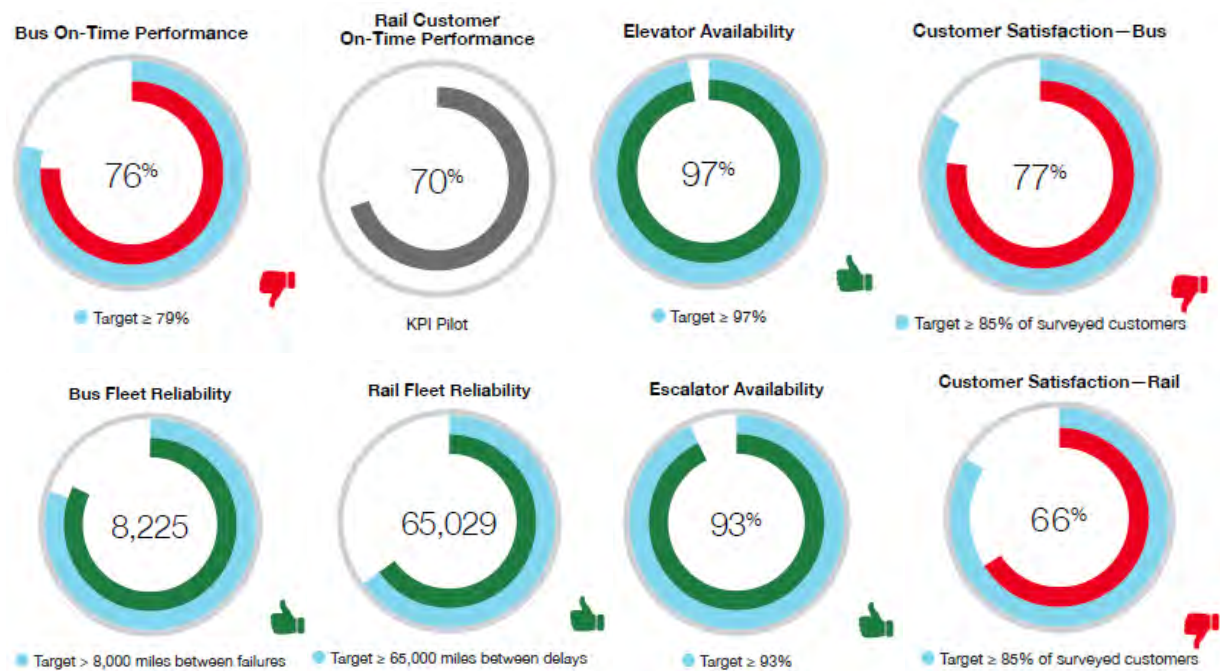 Bus On-Time Performance
76%
Target ≥ 79%
Rail Customer
On-Time Performance
70%
KPI Pilot
Elevator Availability
97%
Target ≥ 97%
Customer Satisfaction—Bus
77%
Target ≥ 85% of surveyed customers
Bus Fleet Reliability
8,225
Target > 8,000 miles between failures
Rail Fleet Reliability
65,029
Target ≥ 65,000 miles between delays
Escalator Availability
93%
Target ≥ 93%
Customer Satisfaction—Rail
66%
Target ≥ 85% of surveyed customers